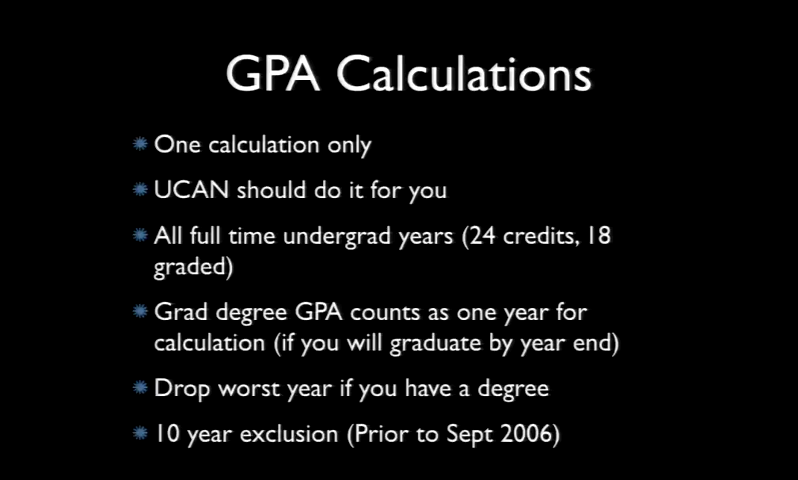 GPA Calculations
One calculation only
UCAN should do it for you
All full time undergrad years (24 credits, 18
graded)
Grad degree GPA counts as one year for
calculation (if you will graduate by year end)
Drop worst year if you have a degree
10 year exclusion (Prior to Sept 2006)